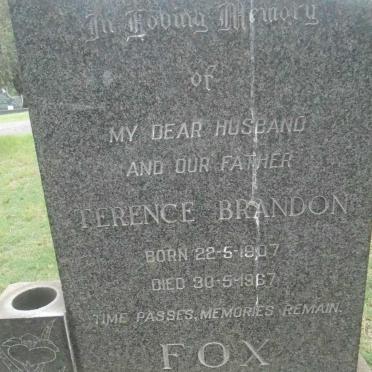 In Loving Memory
of
MY DEAR HUSBAND
AND OUR FATHER
TERENCE BRANDON
BORN 22-5-1907
DIED 30-5-1967
TIME PASSES, MEMORIES REMAIN.
FOX